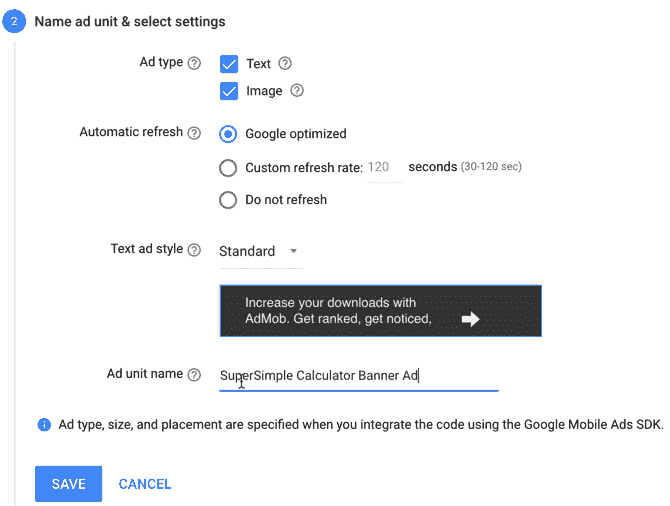 2 Name ad unit & select settings
Ad type ? Text ?
Image ?
Automatic refresh ? Google optimized
Custom refresh rate: 120 seconds (30-120 sec)
Do not refresh
Text ad style ? Standard
Increase your downloads with
AdMob. Get ranked, get noticed,
Ad unit name ? SuperSimple Calculator Banner Ad
i Ad type, size, and placement are specified when you integrate the code using the Google Mobile Ads SDK.
SAVE CANCEL